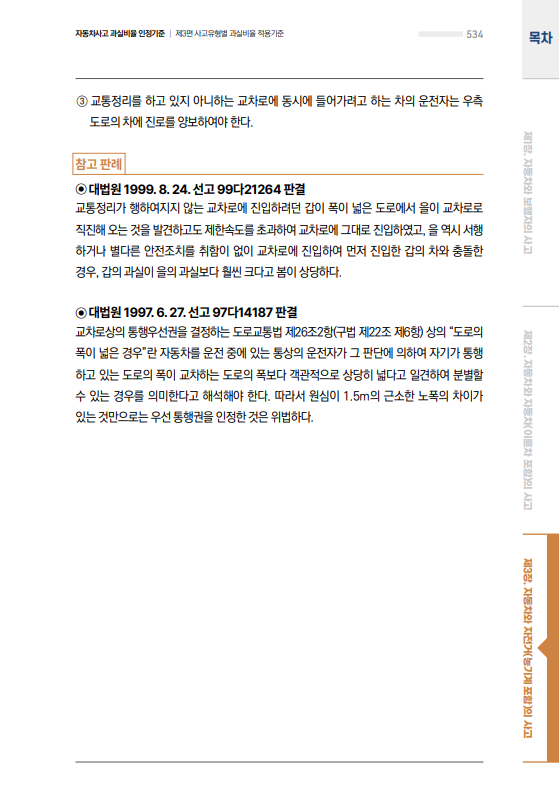 자동차사고 과실비율 인정기준 | 제3편 사고유형별 과실비율 적용기준
534
목차
③ 교통정리를 하고 있지 아니하는 교차로에 동시에 들어가려고 하는 차의 운전자는 우측
도로의 차에 진로를 양보하여야 한다.
참고 판례
◉ 대법원 1999. 8. 24. 선고 99다21264 판결
교통정리가 행하여지지 않는 교차로에 진입하려던 갑이 폭이 넓은 도로에서 을이 교차로로
직진해 오는 것을 발견하고도 제한속도를 초과하여 교차로에 그대로 진입하였고, 을 역시 서행
하거나 별다른 안전조치를 취함이 없이 교차로에 진입하여 먼저 진입한 갑의 차와 충돌한
경우, 갑의 과실이 을의 과실보다 훨씬 크다고 봄이 상당하다.
◉ 대법원 1997. 6. 27. 선고 97다14187 판결
교차로상의 통행우선권을 결정하는 도로교통법 제26조2항(구법 제22조 제6항) 상의 “도로의
폭이 넓은 경우”란 자동차를 운전 중에 있는 통상의 운전자가 그 판단에 의하여 자기가 통행
하고 있는 도로의 폭이 교차하는 도로의 폭보다 객관적으로 상당히 넓다고 일견하여 분별할
수 있는 경우를 의미한다고 해석해야 한다. 따라서 원심이 1.5m의 근소한 노폭의 차이가
있는 것만으로는 우선 통행권을 인정한 것은 위법하다.
제1장. 자동차와 보행자의 사고
제2장. 자동차와 자동차(이륜차 포함)의 사고
제3장. 자동차와 자전거(농기계 포함)의 사고